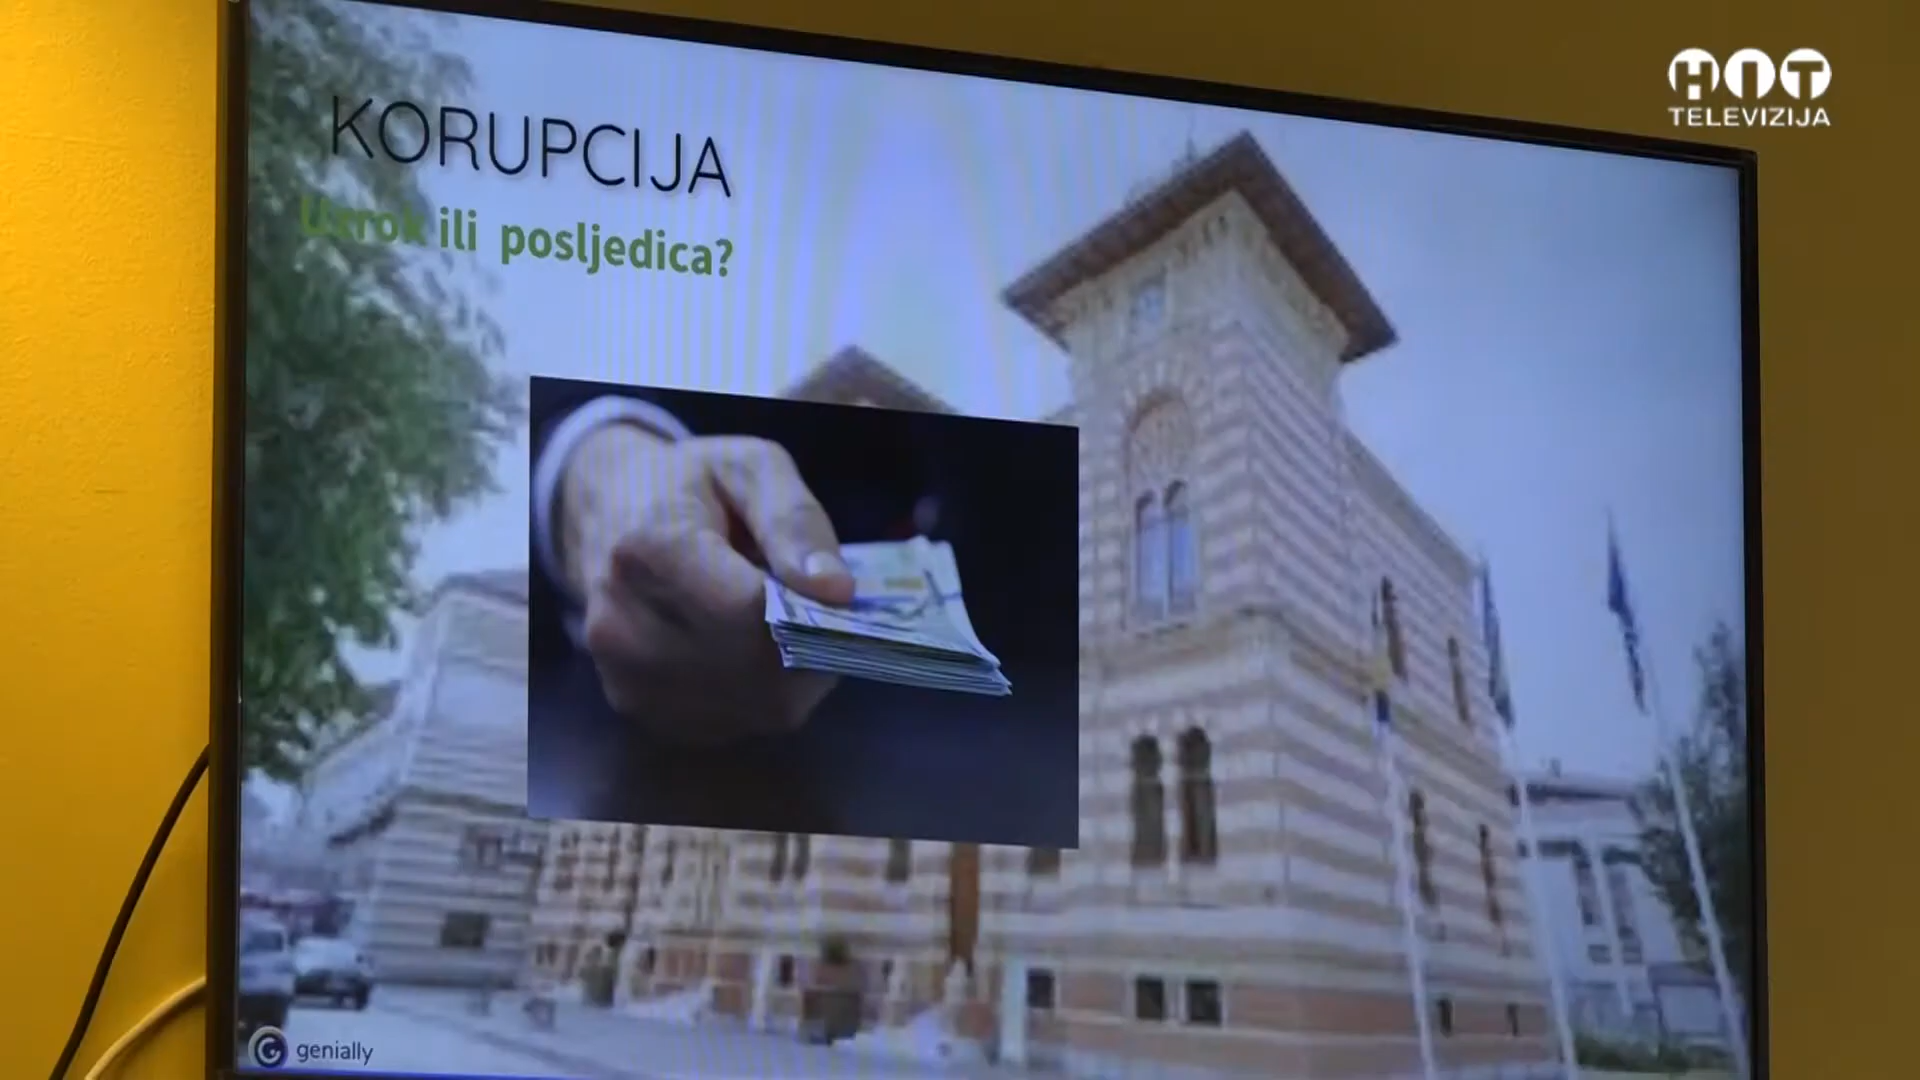 HIT
TELEVIZIJA
KORUPCIJA
Uzrok ili posljedica?
genially